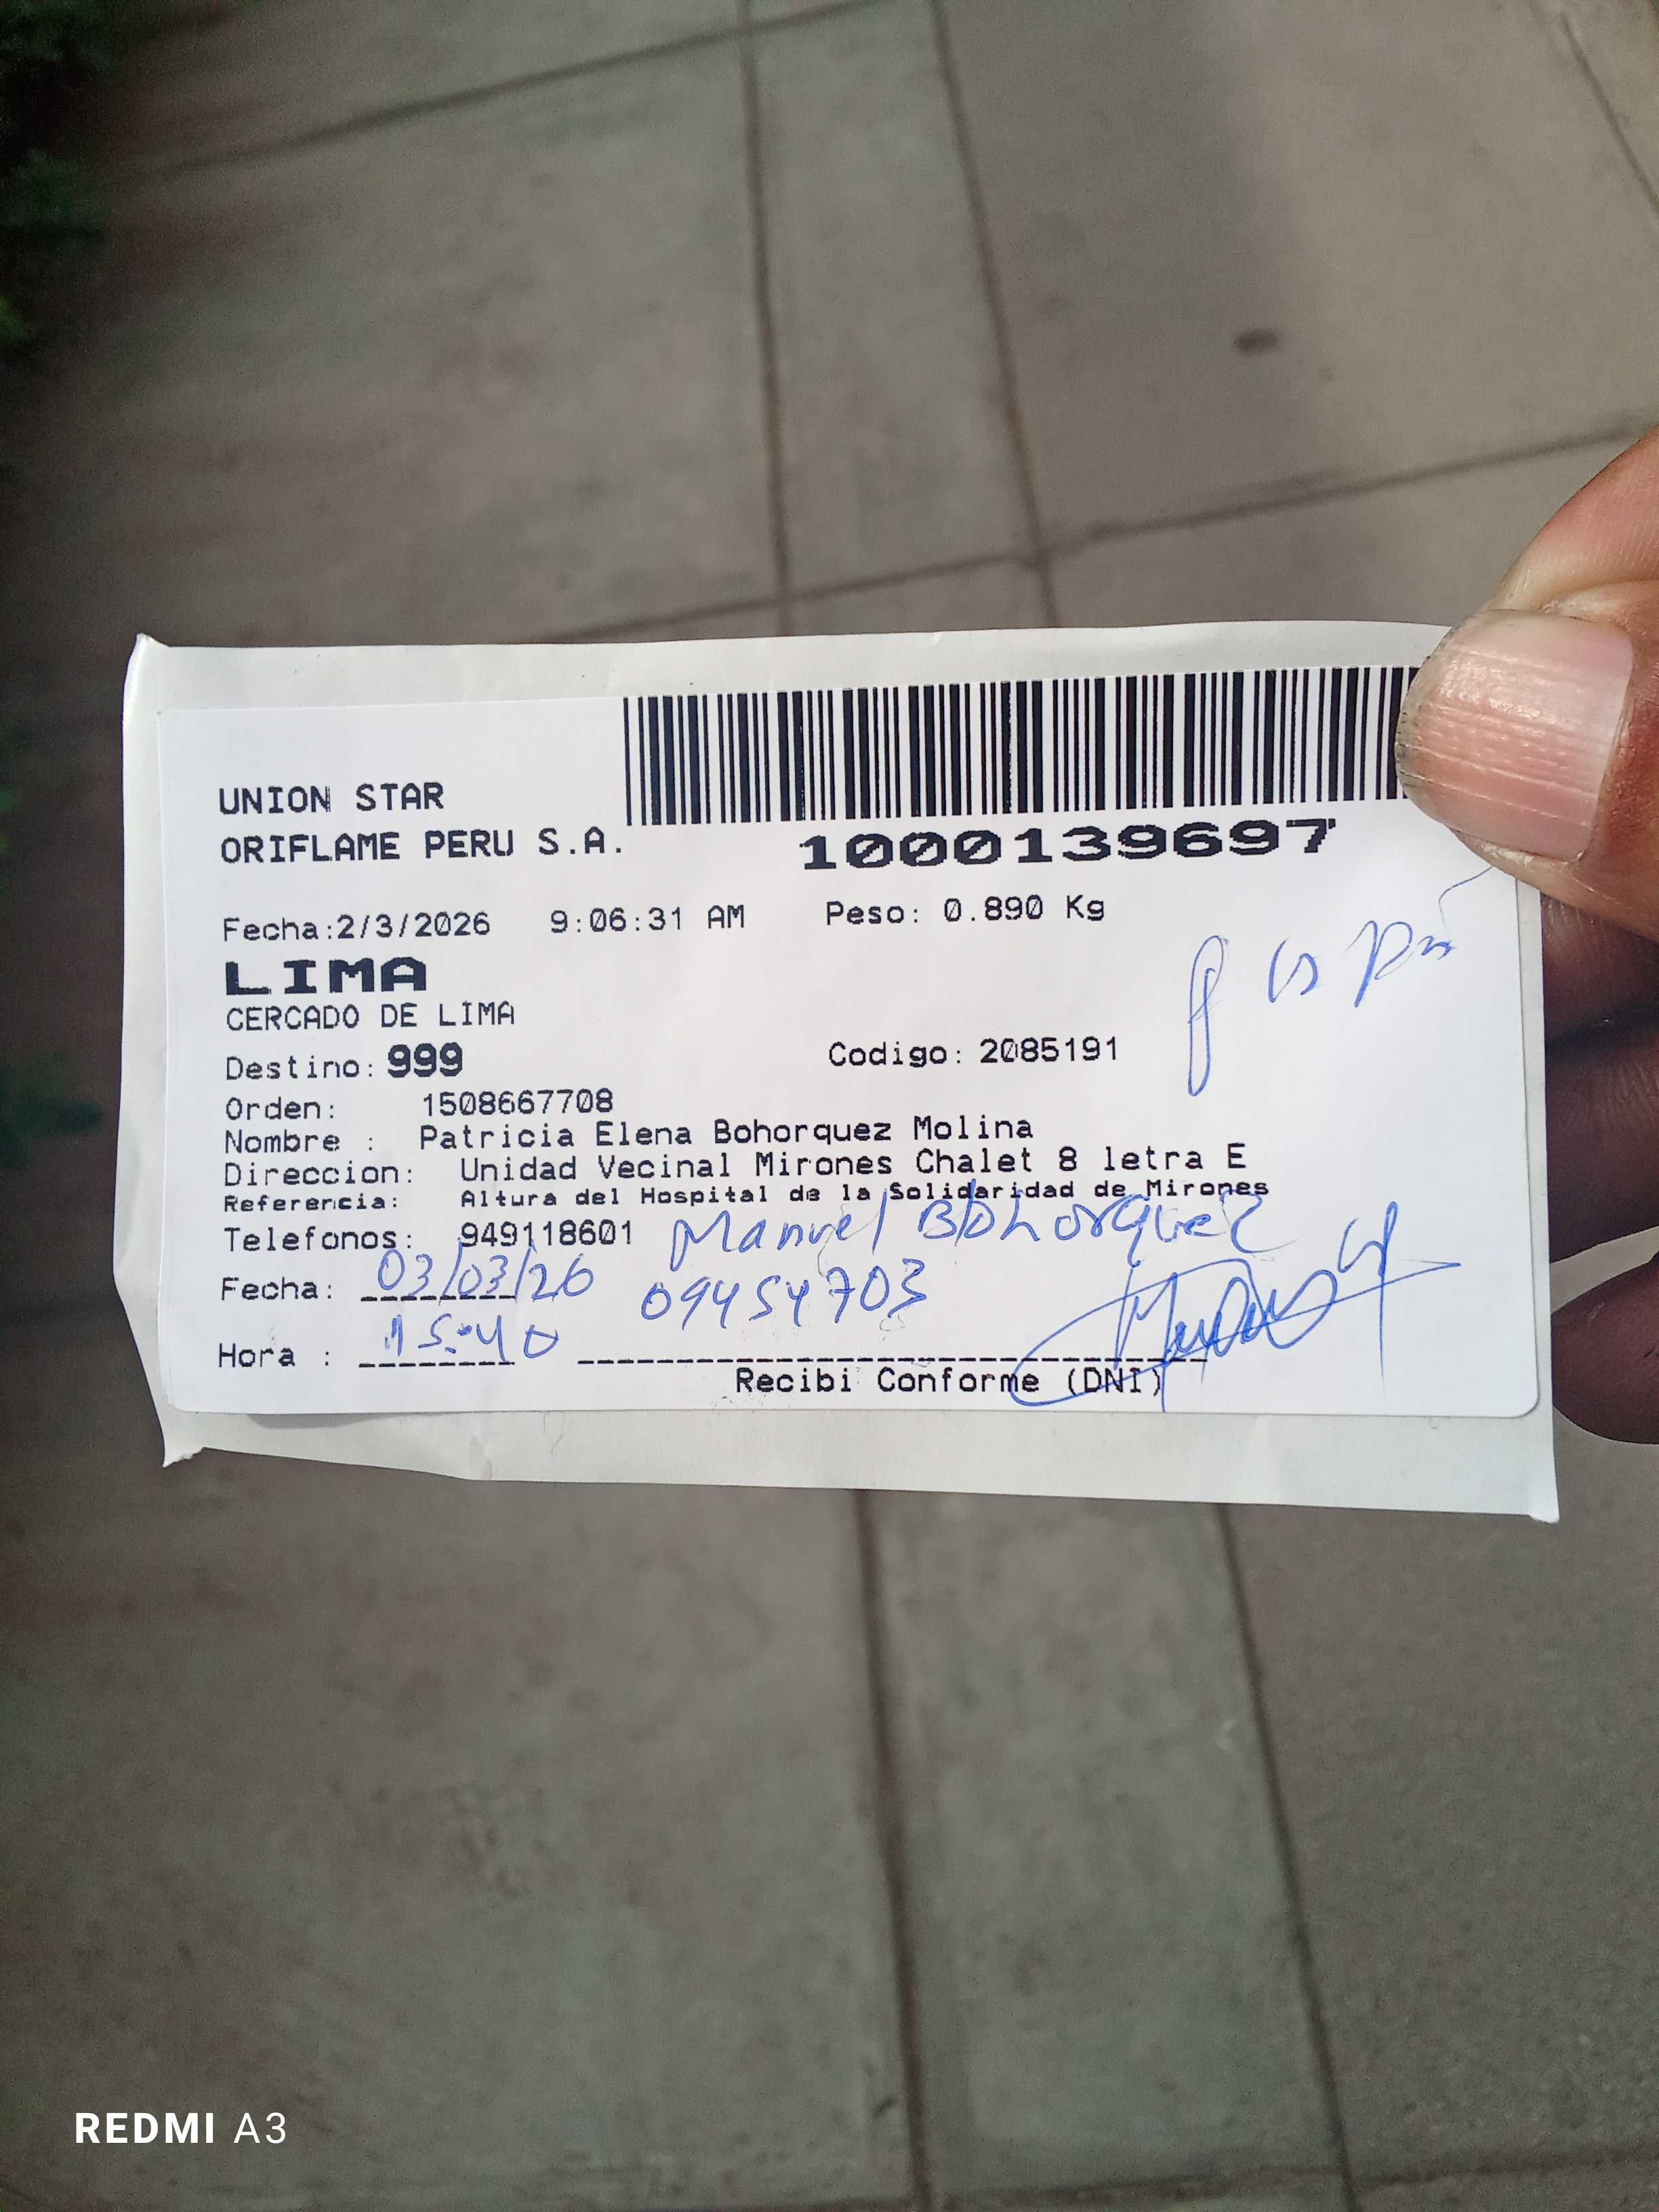 UNION STAR
ORIFLAME PERU S.A.
1000139697
Fecha:2/3/2026 9:06:31 AM Peso: 0.890 Kg
LIMA
CERCADO DE LIMA
Destino: 999 Codigo: 2085191
Orden: 1508667708
Nombre : Patricia Elena Bohorquez Molina
Direccion: Unidad Vecinal Mirones Chalet 8 letra E
Referencia: Altura del Hospital de la Solidaridad de Mirones
Telefonos: 949118601 Manuel Bohorquez
Fecha: 03/03/26 09454703
Hora : 15:40
Recibi Conforme (DNI)
REDMI A3